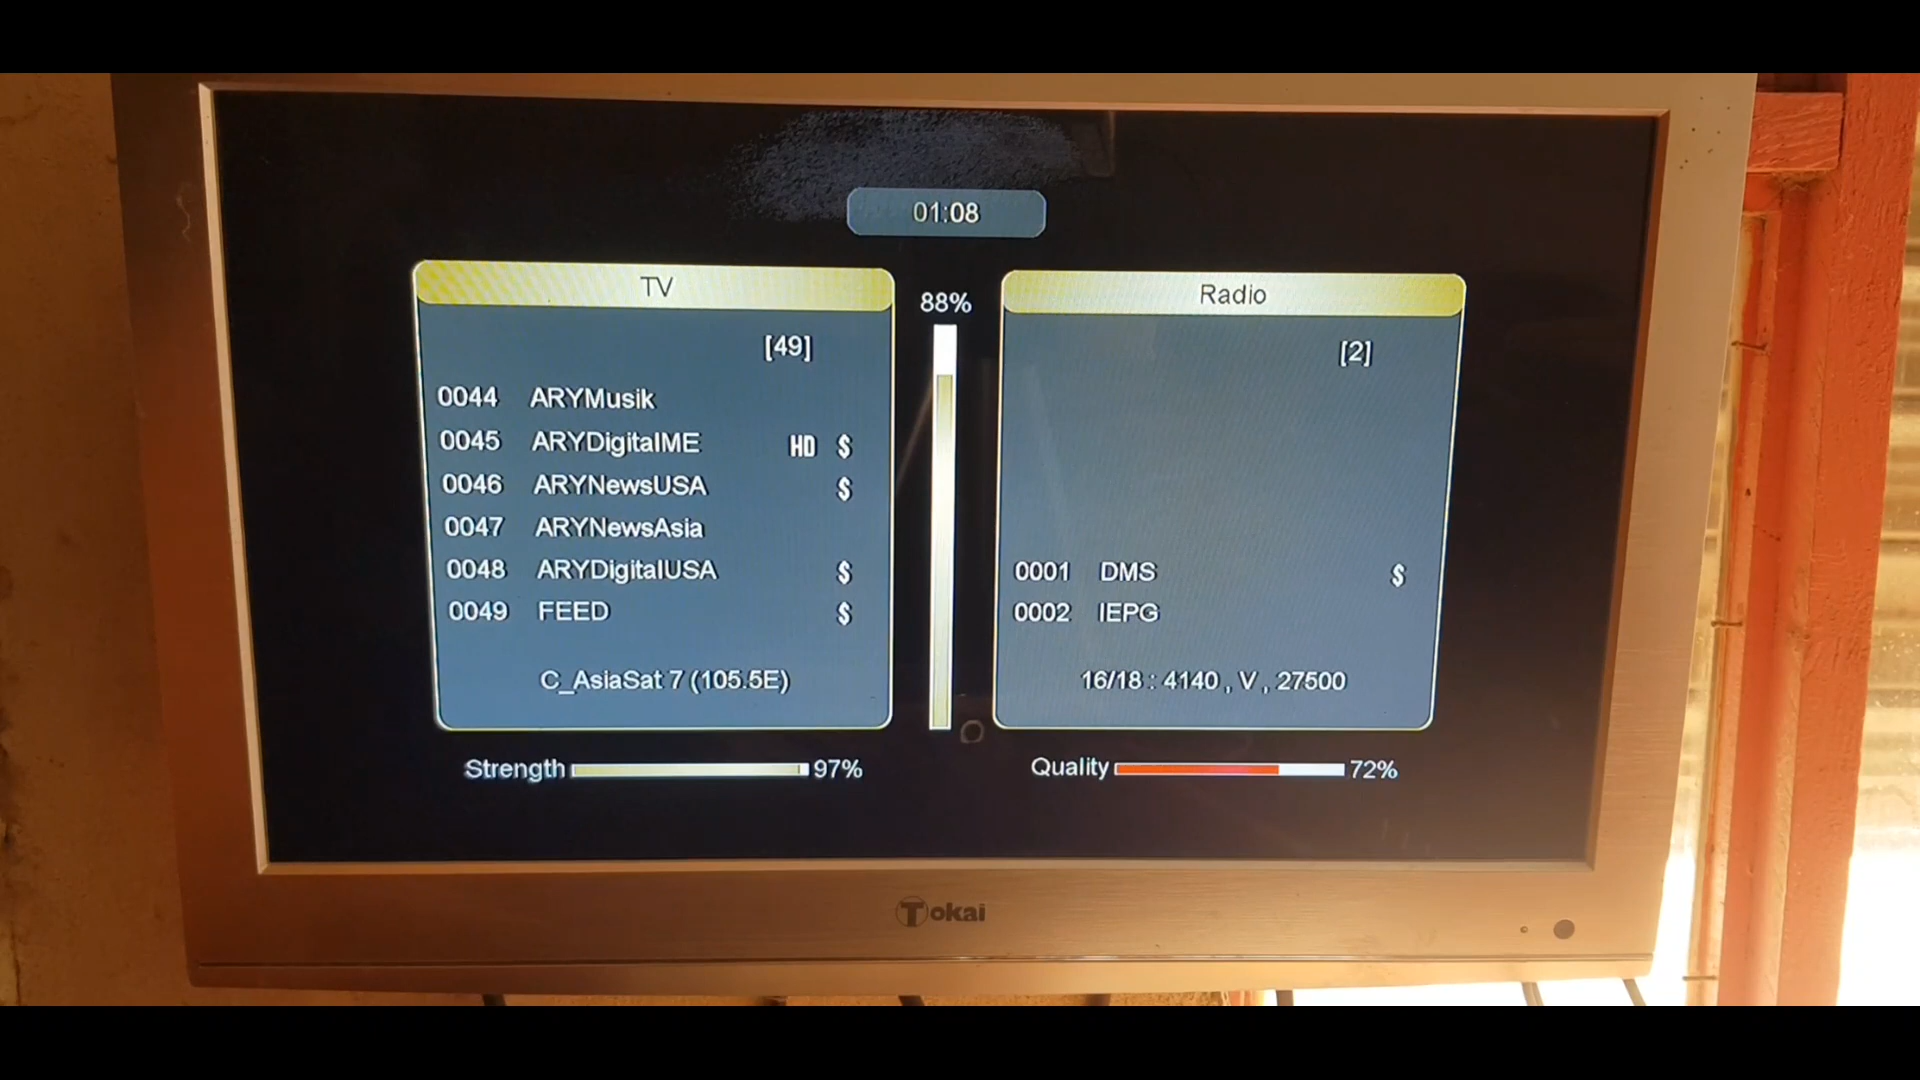 01:08
TV
[49]
0044 ARYMusik
0045 ARYDigitalME HD $
0046 ARYNewsUSA $
0047 ARYNewsAsia
0048 ARYDigitalUSA $
0049 FEED $
C_AsiaSat 7 (105.5E)
Strength 97%
88%
Radio
[2]
0001 DMS $
0002 IEPG
16/18 : 4140 , V , 27500
Quality 72%
Tokai